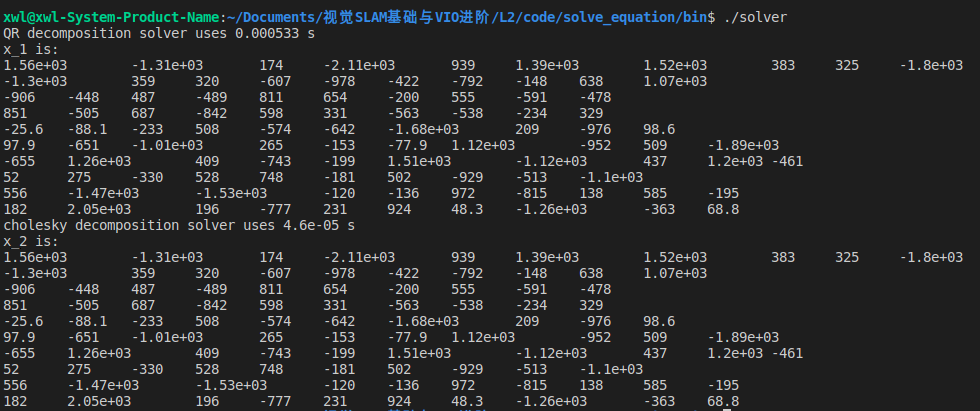 xwl@xwl-System-Product-Name:~/Documents/视觉SLAM基础与VIO进阶/L2/code/solve_equation/bin$ ./solver
QR decomposition solver uses 0.000533 s
x_1 is:
1.56e+03 -1.31e+03 174 -2.11e+03 939 1.39e+03 1.52e+03 383 325 -1.8e+03
-1.3e+03 359 320 -607 -978 -422 -792 -148 638 1.07e+03
-906 -448 487 -489 811 654 -200 555 -591 -478
851 -505 687 -842 598 331 -563 -538 -234 329
-25.6 -88.1 -233 508 -574 -642 -1.68e+03 209 -976 98.6
97.9 -651 -1.01e+03 265 -153 -77.9 1.12e+03 -952 509 -1.89e+03
-655 1.26e+03 409 -743 -199 1.51e+03 -1.12e+03 437 1.2e+03 -461
52 275 -330 528 748 -181 502 -929 -513 -1.1e+03
556 -1.47e+03 -1.53e+03 -120 -136 972 -815 138 585 -195
182 2.05e+03 196 -777 231 924 48.3 -1.26e+03 -363 68.8
cholesky decomposition solver uses 4.6e-05 s
x_2 is:
1.56e+03 -1.31e+03 174 -2.11e+03 939 1.39e+03 1.52e+03 383 325 -1.8e+03
-1.3e+03 359 320 -607 -978 -422 -792 -148 638 1.07e+03
-906 -448 487 -489 811 654 -200 555 -591 -478
851 -505 687 -842 598 331 -563 -538 -234 329
-25.6 -88.1 -233 508 -574 -642 -1.68e+03 209 -976 98.6
97.9 -651 -1.01e+03 265 -153 -77.9 1.12e+03 -952 509 -1.89e+03
-655 1.26e+03 409 -743 -199 1.51e+03 -1.12e+03 437 1.2e+03 -461
52 275 -330 528 748 -181 502 -929 -513 -1.1e+03
556 -1.47e+03 -1.53e+03 -120 -136 972 -815 138 585 -195
182 2.05e+03 196 -777 231 924 48.3 -1.26e+03 -363 68.8